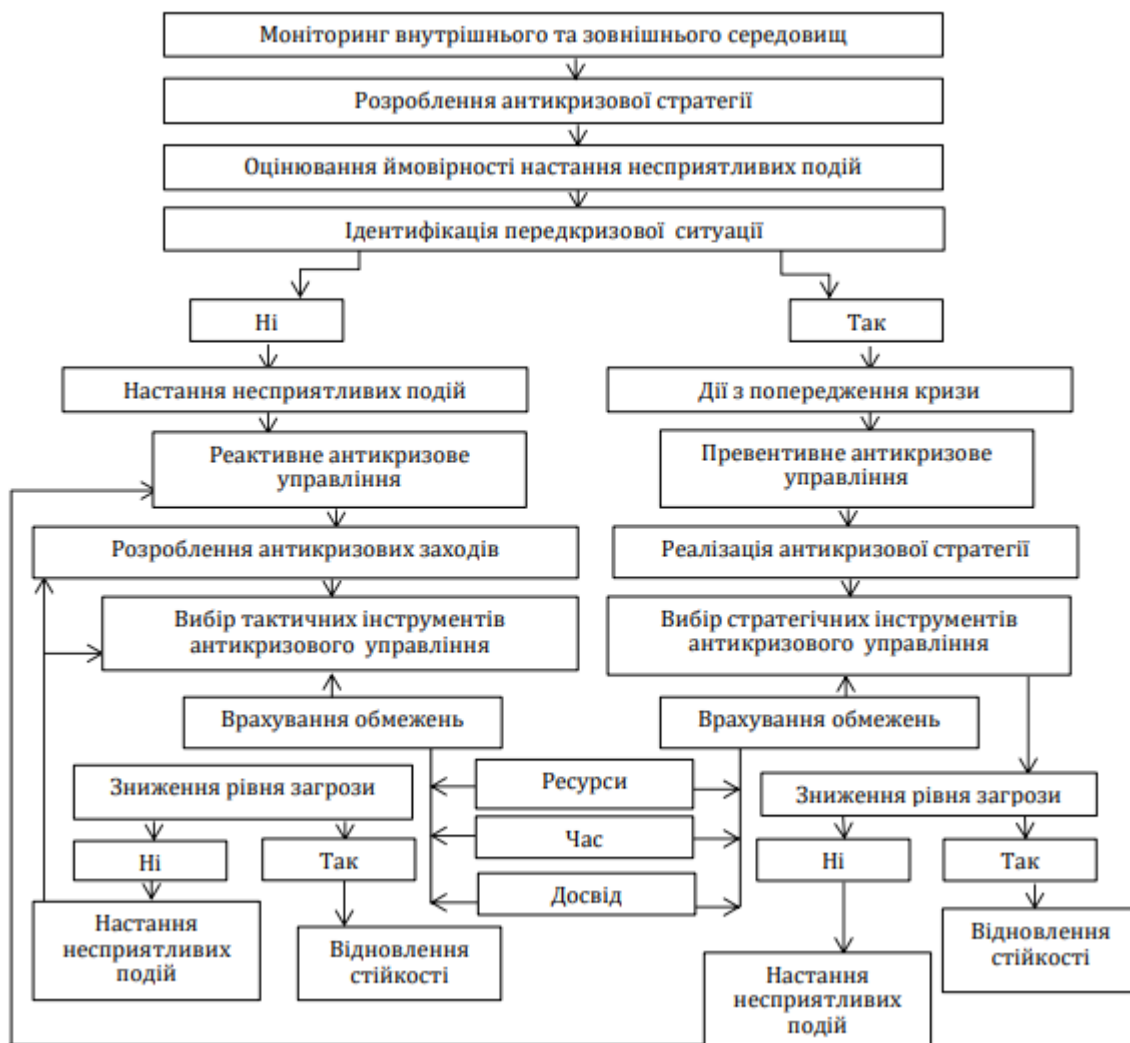 Моніторинг внутрішнього та зовнішнього середовищ
Розроблення антикризової стратегії
Оцінювання ймовірності настання несприятливих подій
Ідентифікація передкризової ситуації
Ні
Так
Настання несприятливих подій
Дії з попередження кризи
Реактивне антикризове
управління
Превентивне антикризове
управління
Розроблення антикризових заходів
Реалізація антикризової стратегії
Вибір тактичних інструментів
антикризового управління
Вибір стратегічних інструментів
антикризового управління
Врахування обмежень
Врахування обмежень
Ресурси
Час
Досвід
Зниження рівня загрози
Ні
Так
Настання
несприятливих
подій
Відновлення
стійкості
Зниження рівня загрози
Ні
Так
Настання
несприятливих
подій
Відновлення
стійкості